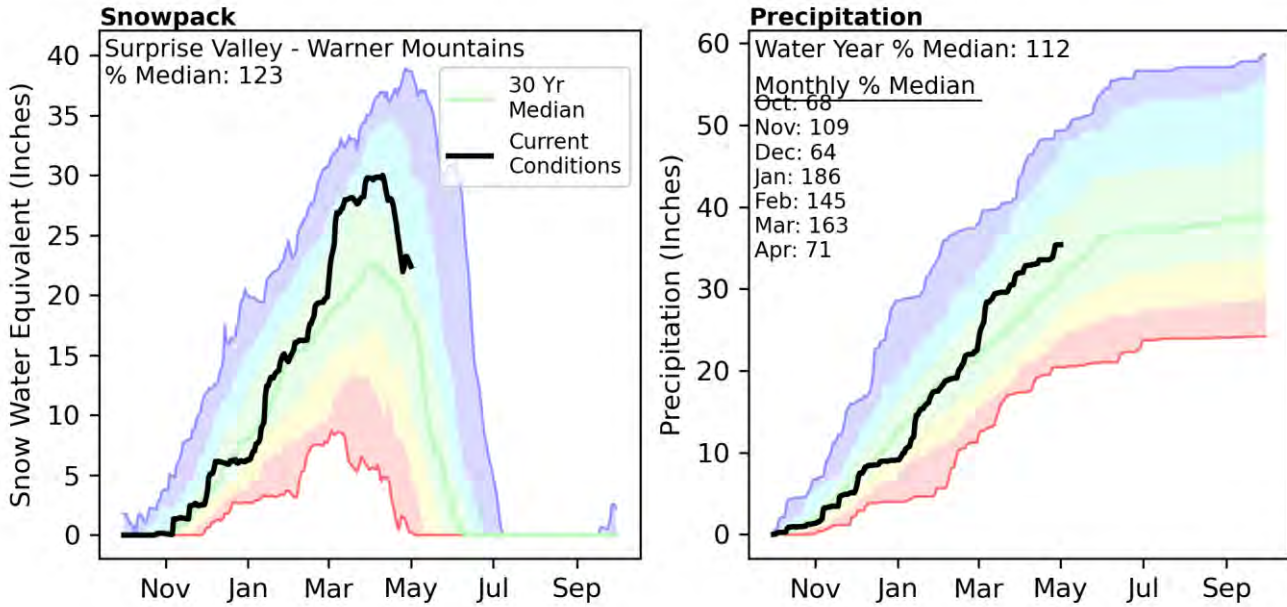 Snowpack
Surprise Valley - Warner Mountains
% Median: 123
30 Yr
Median
Current
Conditions
Snow Water Equivalent (Inches)
40
35
30
25
20
15
10
5
0
Nov
Jan
Mar
May
Jul
Sep
Precipitation
Water Year % Median: 112
Monthly % Median
Oct: 68
Nov: 109
Dec: 64
Jan: 186
Feb: 145
Mar: 163
Apr: 71
Precipitation (Inches)
60
50
40
30
20
10
0
Nov
Jan
Mar
May
Jul
Sep